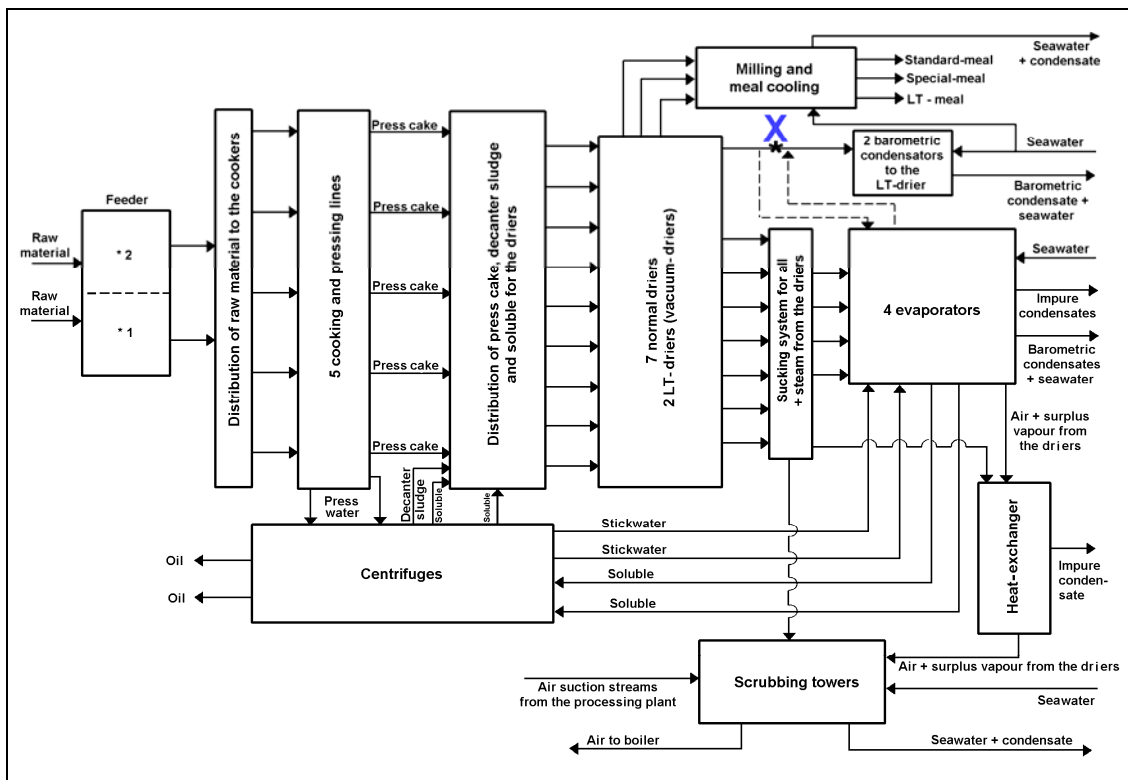 Seawater
+ condensate
Standard-meal
Special-meal
LT - meal
Milling and
meal cooling
X
*
2 barometric
condensators
to the
LT-drier
Seawater
Barometric
condensate +
seawater
Feeder
Raw
material
* 2
Raw
material
* 1
Distribution of raw material to the cookers
5 cooking and pressing lines
Press cake
Press cake
Press cake
Press cake
Press cake
Distribution of press cake, decanter sludge
and soluble for the driers
7 normal driers
2 LT- driers (vacuum- driers)
Sucking system for all
+ steam from the driers
4 evaporators
Seawater
Impure
condensates
Barometric
condensates
+ seawater
Air + surplus
vapour from
the driers
Press
water
Decanter
sludge
Soluble
Soluble
Centrifuges
Oil
Oil
Stickwater
Stickwater
Soluble
Soluble
Heat-exchanger
Impure
conden-
sate
Air + surplus vapour from the driers
Scrubbing towers
Air suction streams
from the processing plant
Seawater
Air to boiler
Seawater + condensate